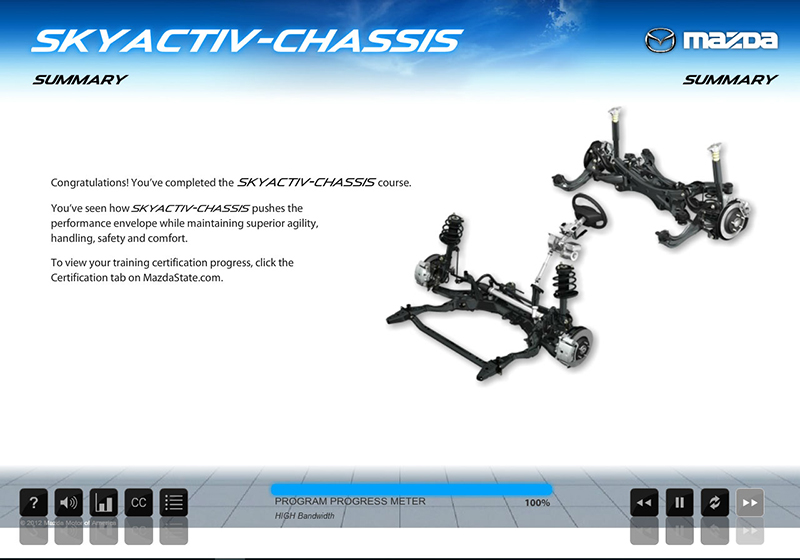 SKYACTIV-CHASSIS
mazda
SUMMARY
SUMMARY
Congratulations! You've completed the SKYACTIV-CHASSIS course.
You've seen how SKYACTIV-CHASSIS pushes the
performance envelope while maintaining superior agility,
handling, safety and comfort.
To view your training certification progress, click the
Certification tab on MazdaState.com.
? CC
PROGRAM PROGRESS METER 100%
HIGH Bandwidth
© 2012 Mazda Motor of America